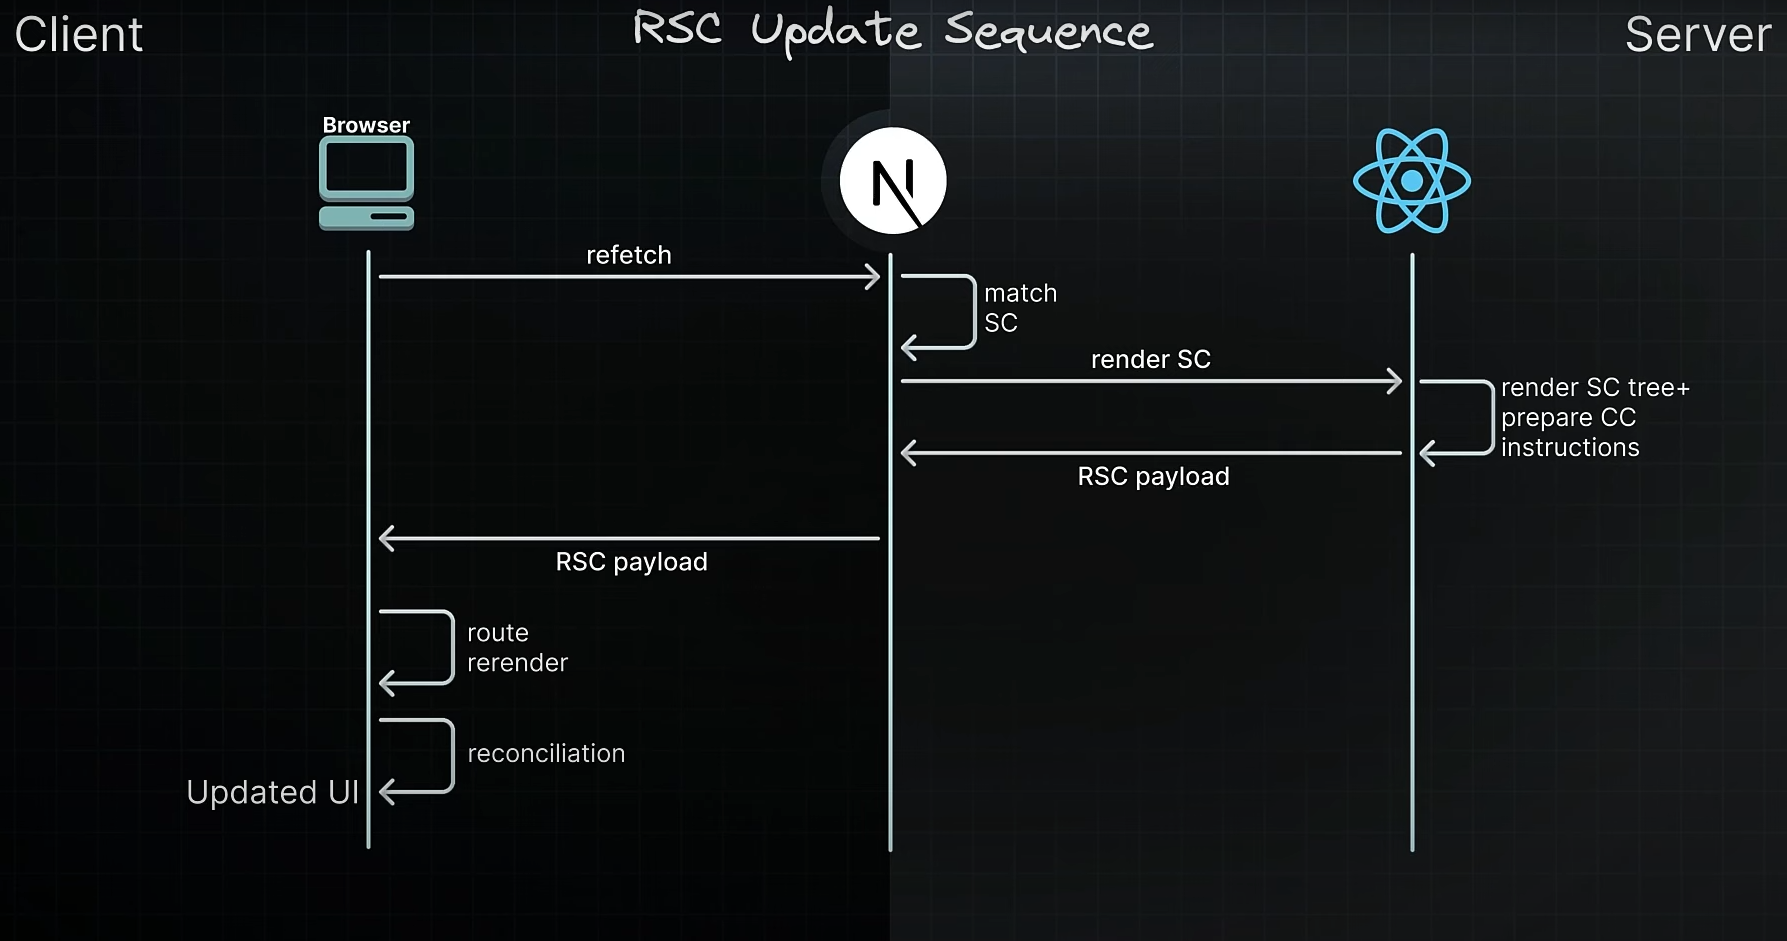 Client
RSC Update Sequence
Server
Browser
refetch
match
SC
render SC
render SC tree+
prepare CC
instructions
RSC payload
RSC payload
route
rerender
reconciliation
Updated UI